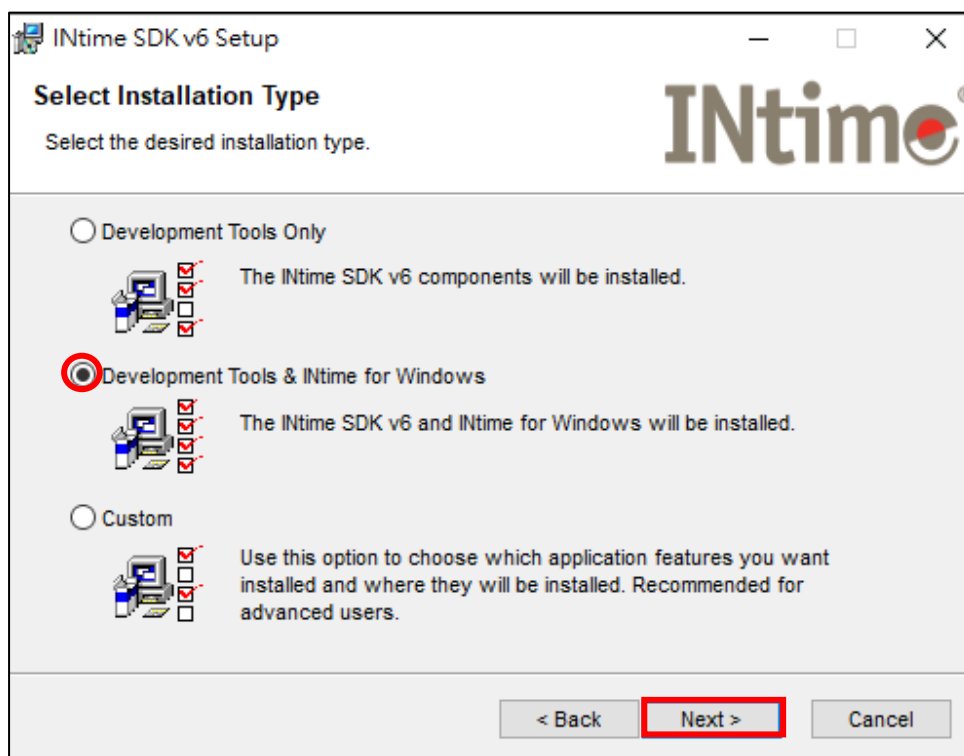 INtime SDK v6 Setup
Select Installation Type
Select the desired installation type.
INtime
Development Tools Only
The INtime SDK v6 components will be installed.
Development Tools & INtime for Windows
The INtime SDK v6 and INtime for Windows will be installed.
Custom
Use this option to choose which application features you want
installed and where they will be installed. Recommended for
advanced users.
< Back Next > Cancel